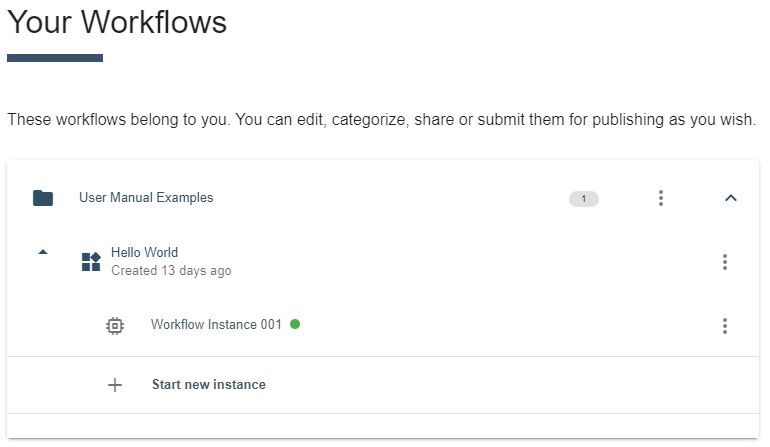 Your Workflows
These workflows belong to you. You can edit, categorize, share or submit them for publishing as you wish.
User Manual Examples 1
Hello World
Created 13 days ago
Workflow Instance 001
Start new instance